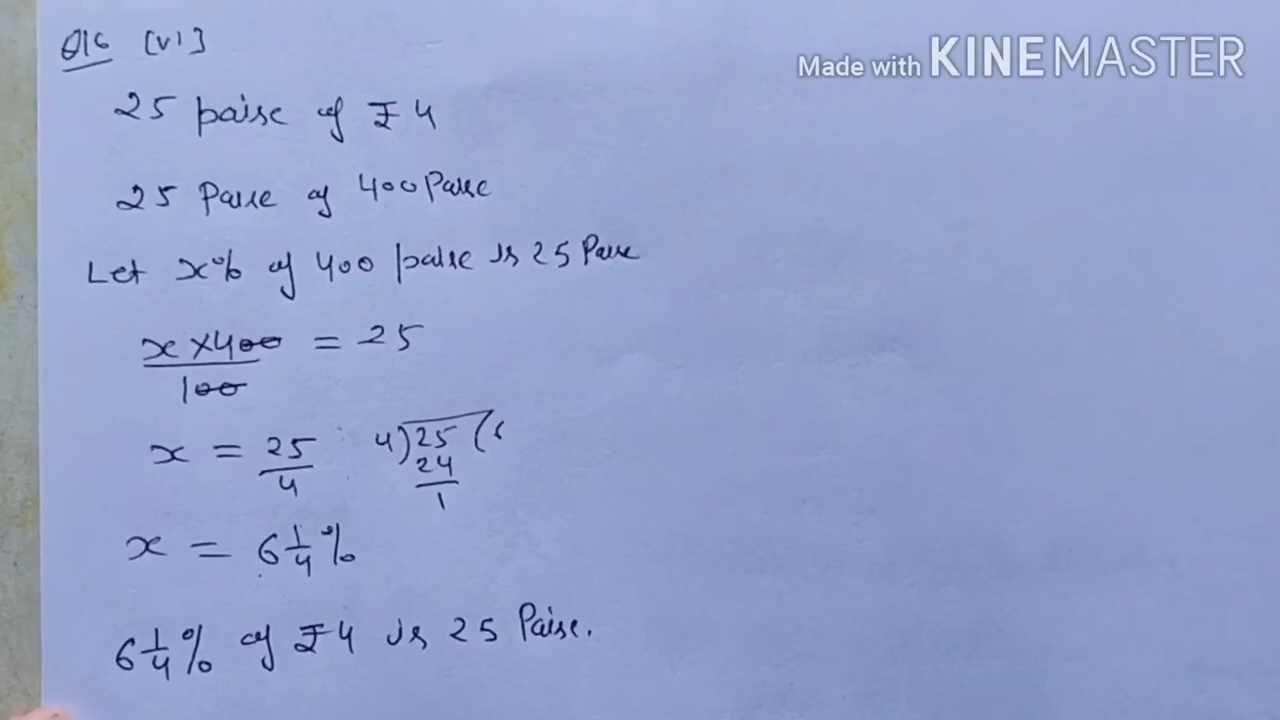 Q16 (vi)
Made with KINEMASTER
25 paise of ₹4
25 Paise of 400 Paise
Let x% of 400 paise is 25 Paise
x×400 = 25
100
x = 25 4)25(6
4 24
1
x = 6 1/4 %
6 1/4 % of ₹4 is 25 Paise.